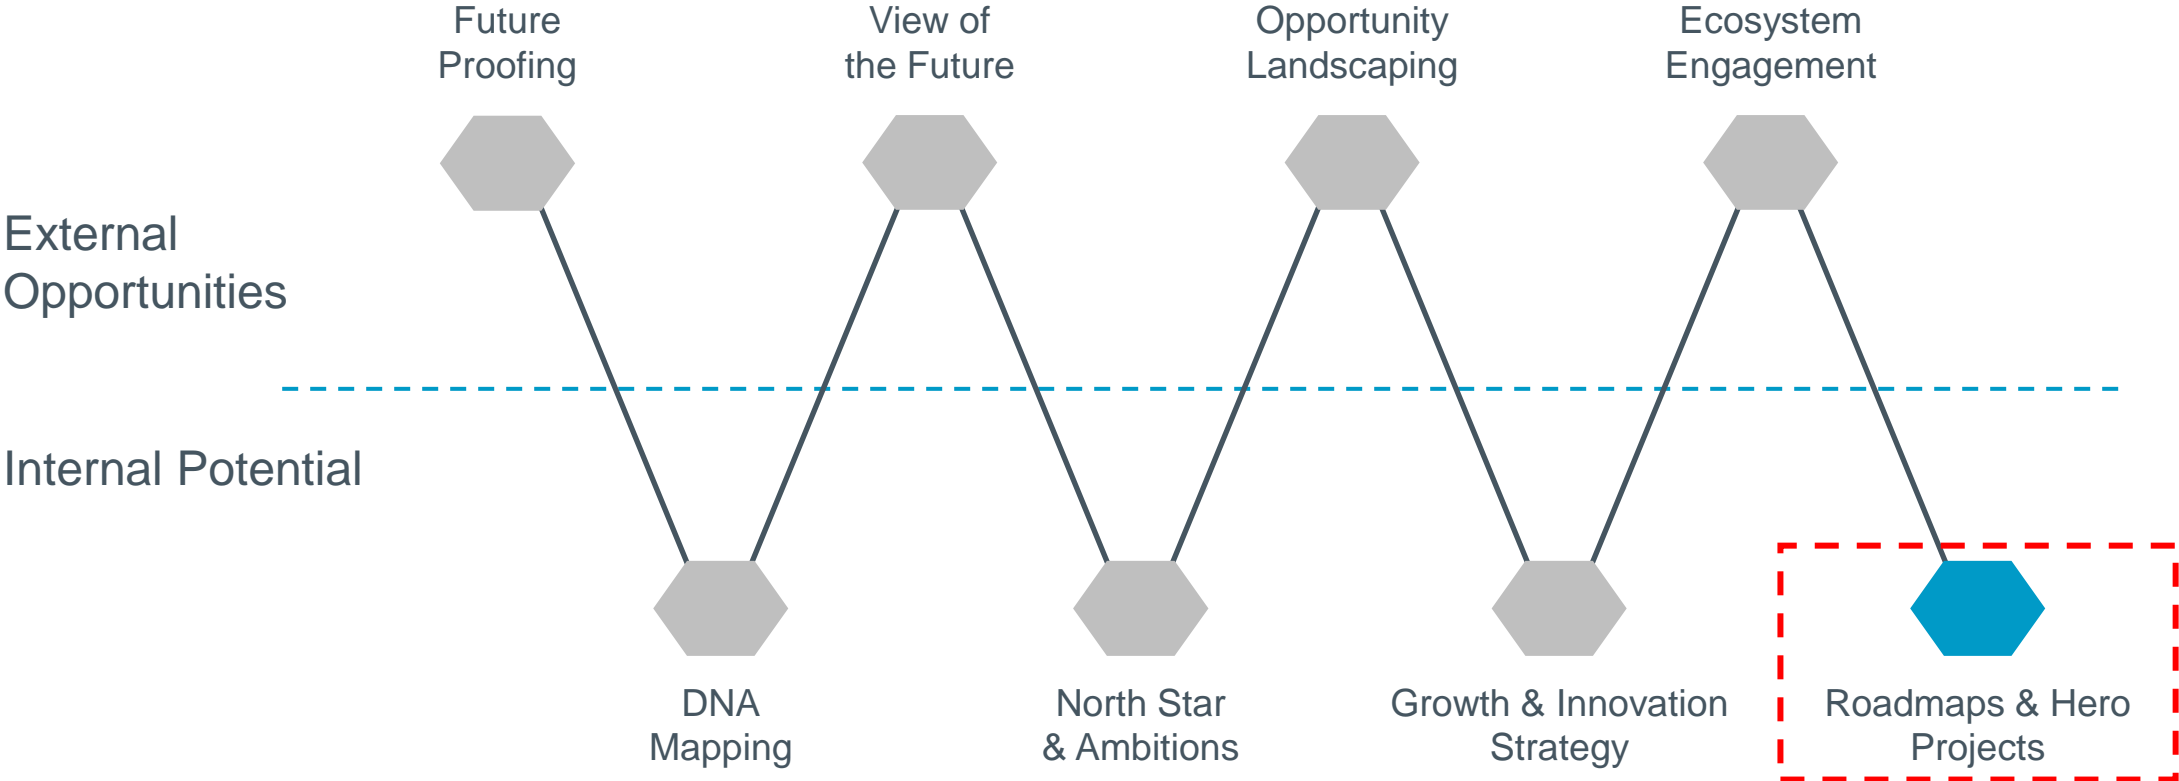 Future
Proofing
View of
the Future
Opportunity
Landscaping
Ecosystem
Engagement
External
Opportunities
Internal Potential
DNA
Mapping
North Star
& Ambitions
Growth & Innovation
Strategy
Roadmaps & Hero
Projects